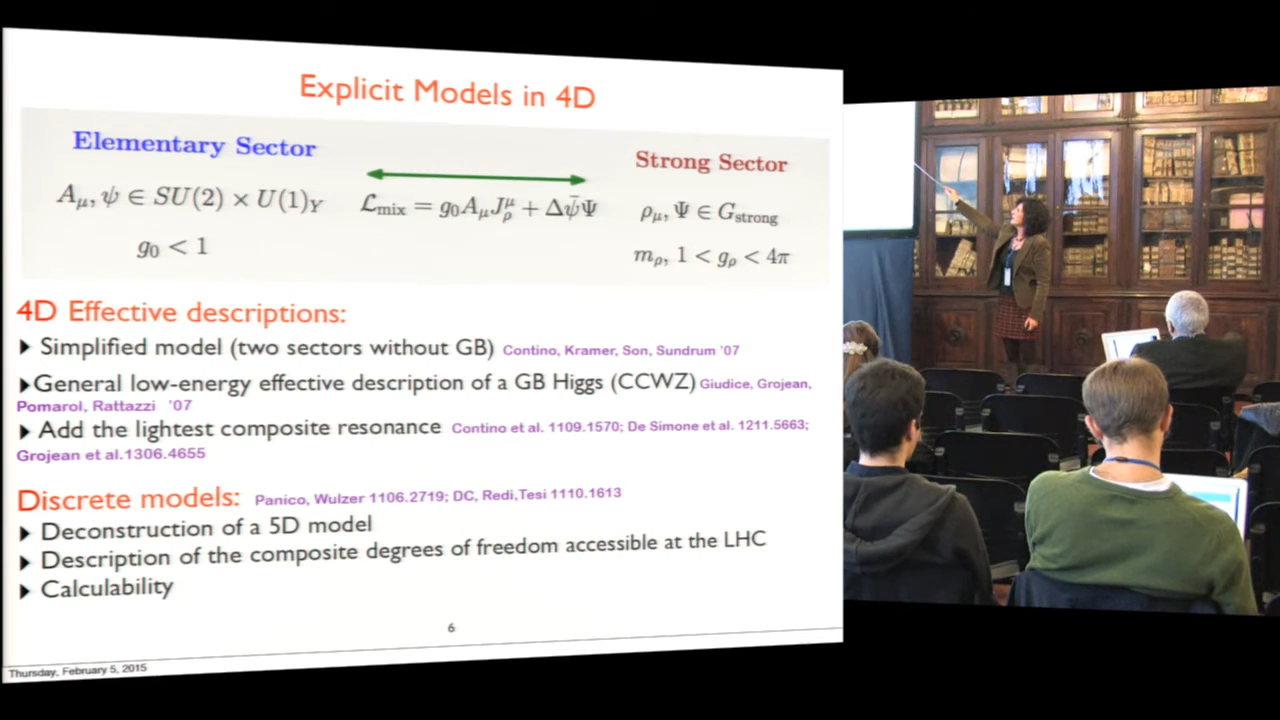 Explicit Models in 4D
Elementary Sector
Strong Sector
A_μ, ψ ∈ SU(2) × U(1)_Y
ℒ_mix = g_0 A_μ J_ρ^μ + Δψ̄Ψ
ρ_μ, Ψ ∈ G_strong
g_0 < 1
m_ρ, 1 < g_ρ < 4π
4D Effective descriptions:
▶ Simplified model (two sectors without GB) Contino, Kramer, Son, Sundrum '07
▶General low-energy effective description of a GB Higgs (CCWZ) Giudice, Grojean,
Pomarol, Rattazzi '07
▶ Add the lightest composite resonance Contino et al. 1109.1570; De Simone et al. 1211.5663;
Grojean et al.1306.4655
Discrete models: Panico, Wulzer 1106.2719; DC, Redi,Tesi 1110.1613
▶ Deconstruction of a 5D model
▶ Description of the composite degrees of freedom accessible at the LHC
▶ Calculability
6
Thursday, February 5, 2015